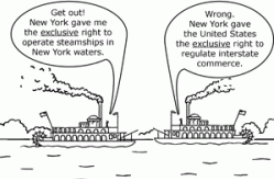 Get out!
New York gave me
the exclusive right to
operate steamships in
New York waters.
Wrong.
New York gave
the United States
the exclusive right to
regulate interstate
commerce.